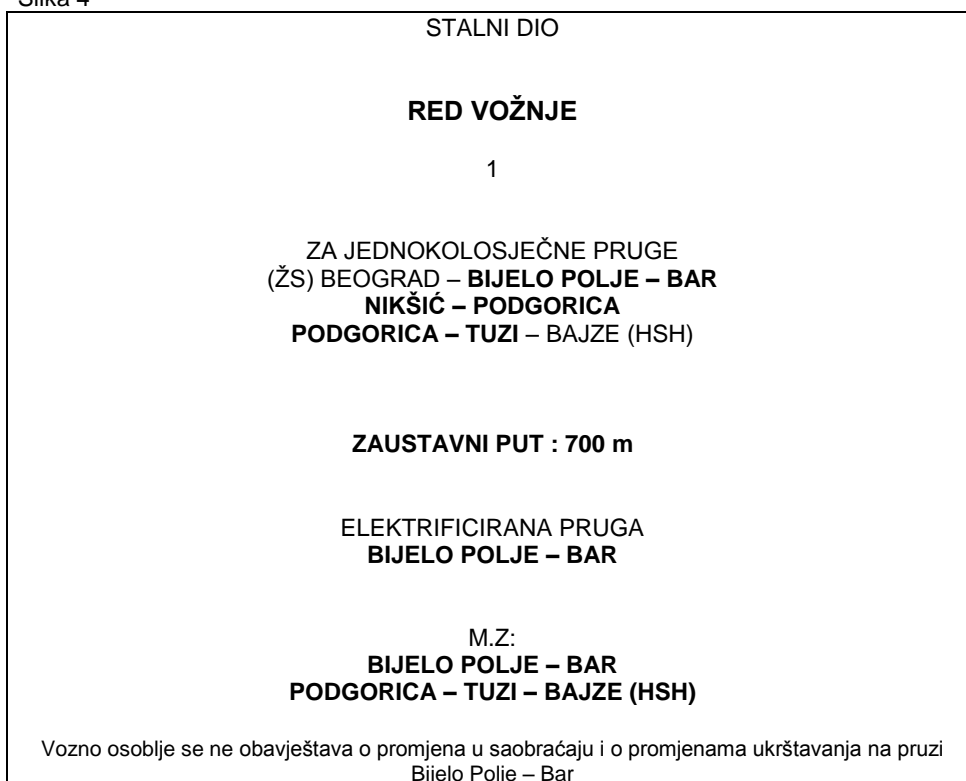 Slika 4
STALNI DIO
RED VOŽNJE
1
ZA JEDNOKOLOSJEČNE PRUGE
(ŽS) BEOGRAD – BIJELO POLJE – BAR
NIKŠIĆ – PODGORICA
PODGORICA – TUZI – BAJZE (HSH)
ZAUSTAVNI PUT : 700 m
ELEKTRIFICIRANA PRUGA
BIJELO POLJE – BAR
M.Z:
BIJELO POLJE – BAR
PODGORICA – TUZI – BAJZE (HSH)
Vozno osoblje se ne obavještava o promjena u saobraćaju i o promjenama ukrštavanja na pruzi
Bijelo Polje – Bar